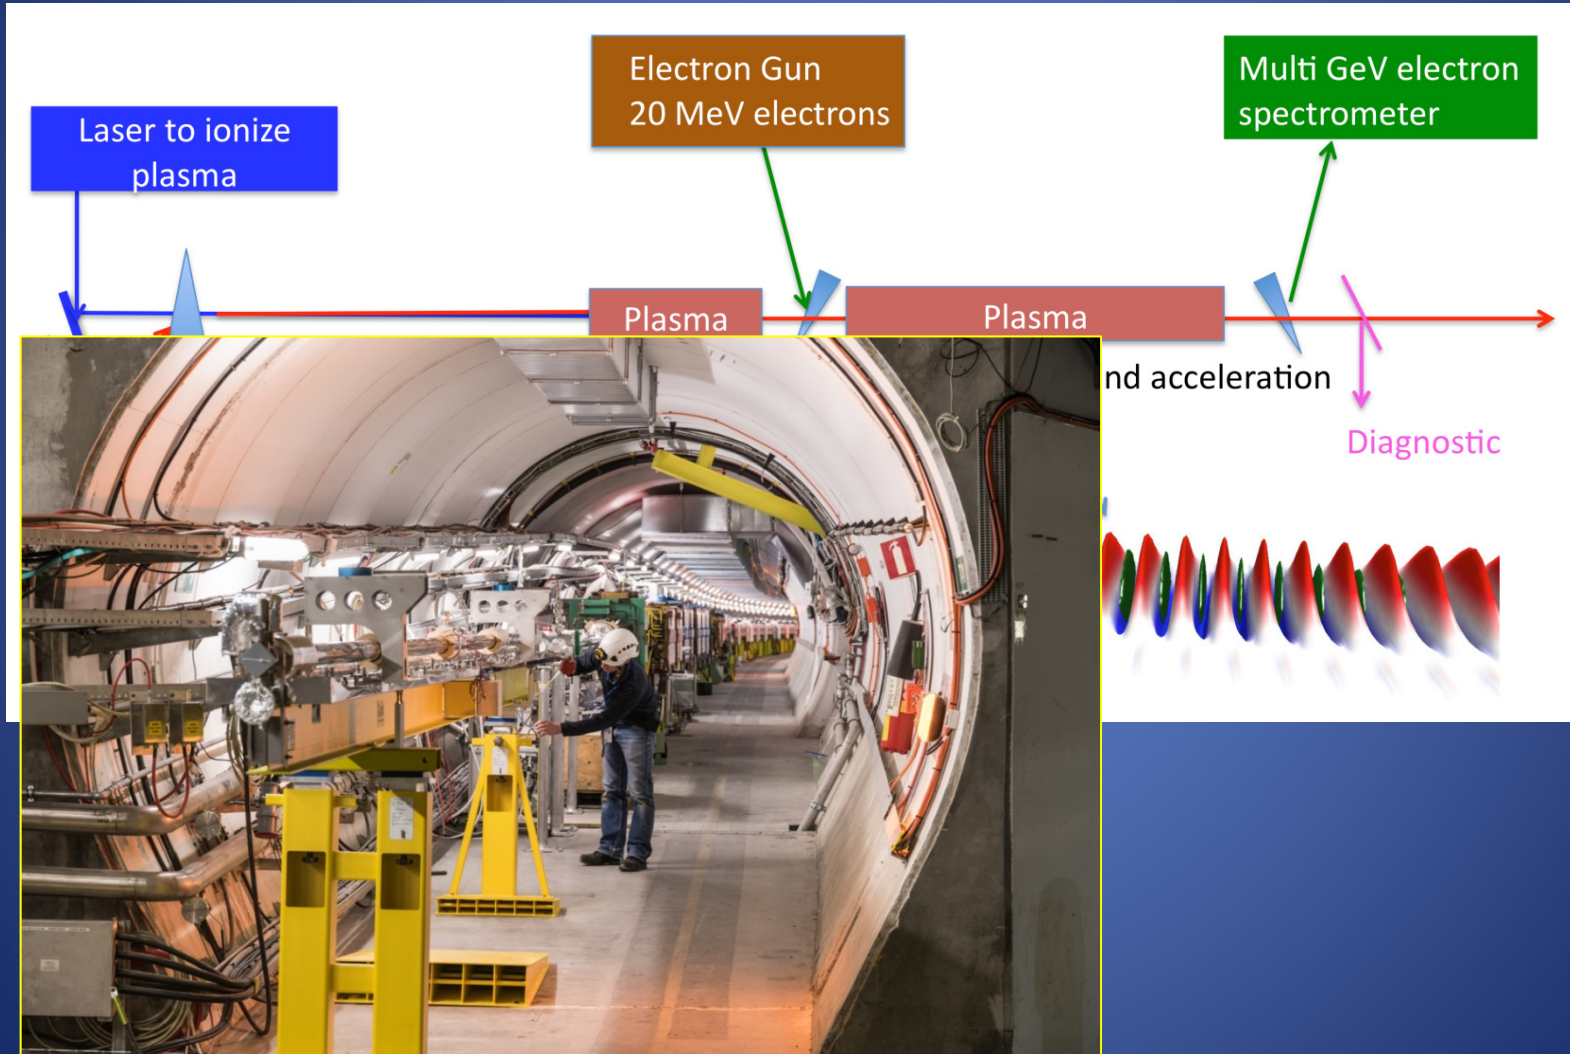 Electron Gun
20 MeV electrons
Multi GeV electron
spectrometer
Laser to ionize
plasma
Plasma
Plasma
nd acceleration
Diagnostic